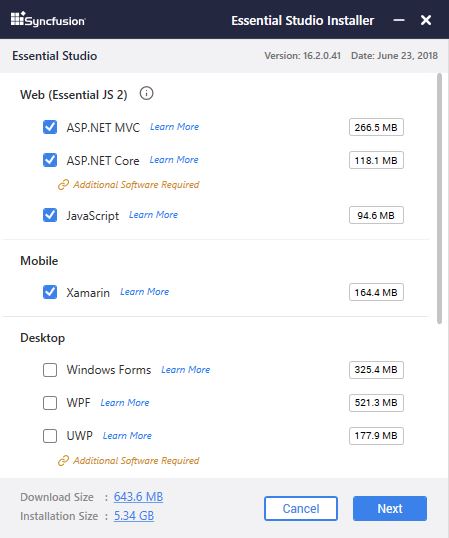 Syncfusion Essential Studio Installer
Essential Studio Version: 16.2.0.41 Date: June 23, 2018
Web (Essential JS 2)
ASP.NET MVC Learn More 266.5 MB
ASP.NET Core Learn More 118.1 MB
Additional Software Required
JavaScript Learn More 94.6 MB
Mobile
Xamarin Learn More 164.4 MB
Desktop
Windows Forms Learn More 325.4 MB
WPF Learn More 521.3 MB
UWP Learn More 177.9 MB
Additional Software Required
Download Size : 643.6 MB
Installation Size : 5.34 GB
Cancel Next